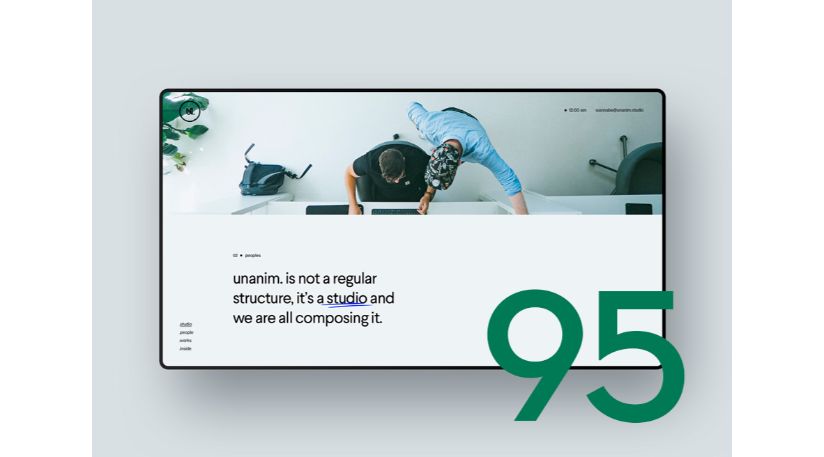 10:00 am
wannabe@unanim.studio
02 • peoples
unanim. is not a regular
structure, it's a studio and
we are all composing it.
studio
people
works
inside
95